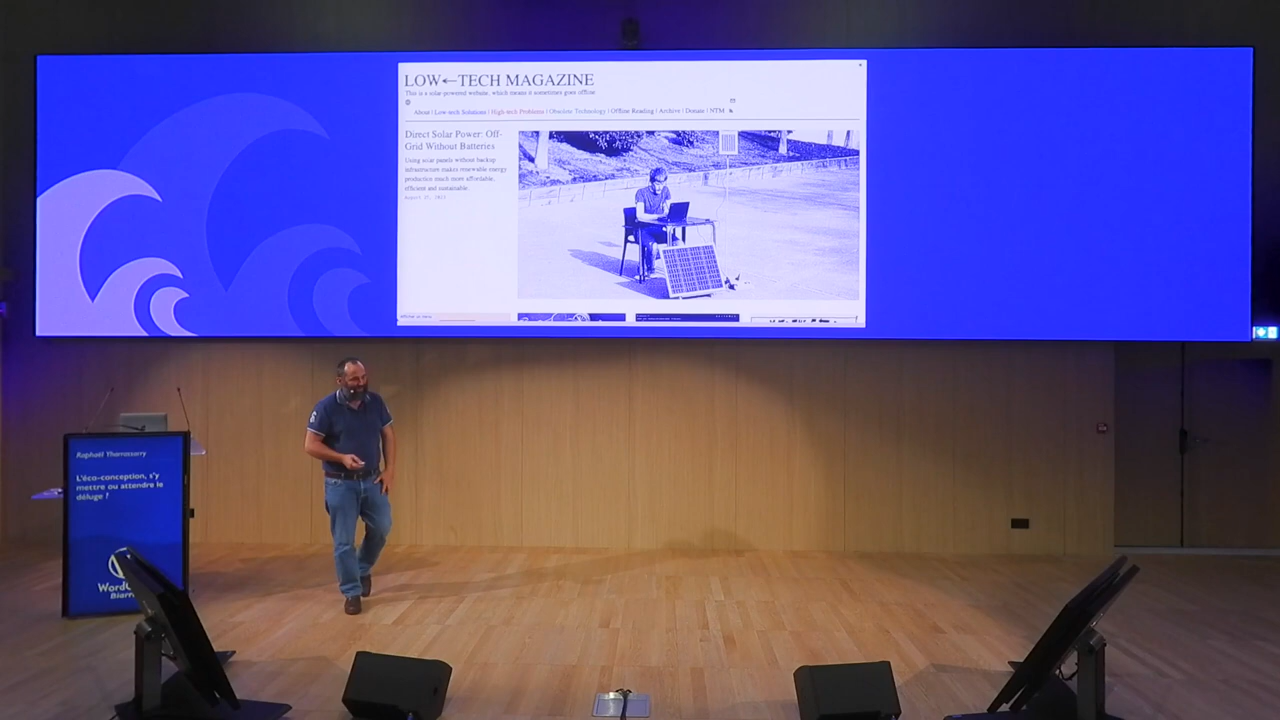 LOW←TECH MAGAZINE
This is a solar powered website, which means it sometimes goes offline
About | Low-tech Solutions | High-tech Problems | Obsolete Technology | Offline Reading | Archive | Donate | NTM
Direct Solar Power: Off-
Grid Without Batteries
Using solar panels without backup
infrastructure makes renewable energy
production much more affordable,
efficient and sustainable.
Raphaël Yharrassarry
L'éco-conception, s'y
mettre ou attendre le
déluge ?